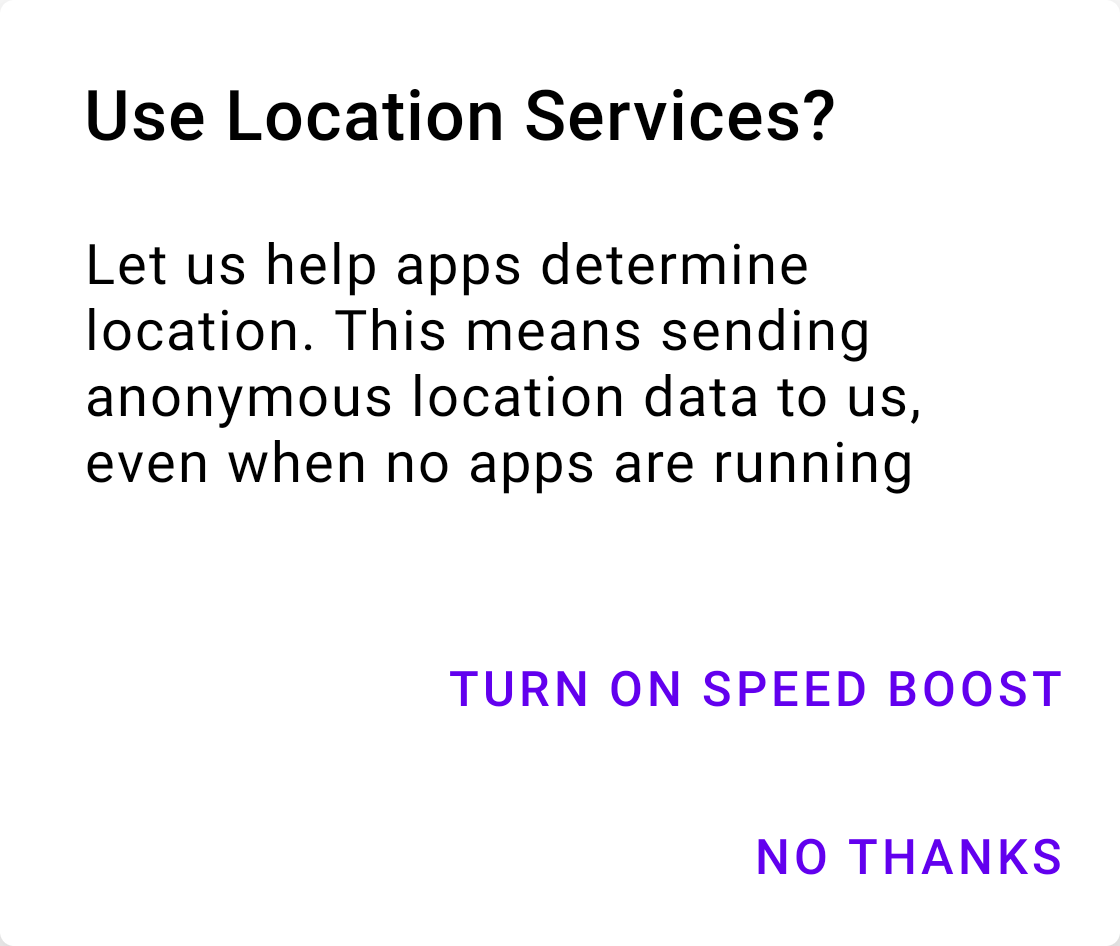 Use Location Services?
Let us help apps determine
location. This means sending
anonymous location data to us,
even when no apps are running
TURN ON SPEED BOOST
NO THANKS